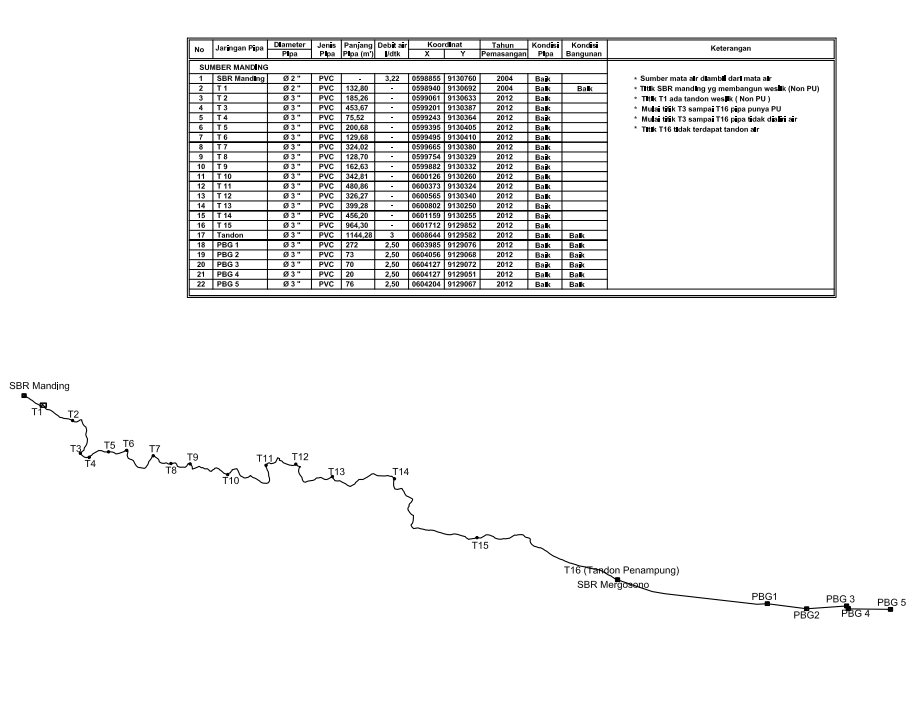 No Jaringan Pipa Diameter Pipa Jenis Pipa Panjang Pipa (m') Debit air l/dtk Koordinat X Y Tahun Pemasangan Kondisi Pipa Kondisi Bangunan Keterangan
SUMBER MANDING
1 SBR Manding Ø 2 " PVC - 3,22 0598855 9130760 2004 Baik
2 T 1 Ø 2 " PVC 132,80 - 0598940 9130692 2004 Baik Baik
3 T 2 Ø 3 " PVC 185,26 - 0599061 9130633 2012 Baik
4 T 3 Ø 3 " PVC 453,67 - 0599201 9130387 2012 Baik
5 T 4 Ø 3 " PVC 75,52 - 0599243 9130364 2012 Baik
6 T 5 Ø 3 " PVC 200,68 - 0599395 9130405 2012 Baik
7 T 6 Ø 3 " PVC 129,68 - 0599495 9130410 2012 Baik
8 T 7 Ø 3 " PVC 324,02 - 0599665 9130380 2012 Baik
9 T 8 Ø 3 " PVC 128,70 - 0599754 9130329 2012 Baik
10 T 9 Ø 3 " PVC 162,63 - 0599882 9130332 2012 Baik
11 T 10 Ø 3 " PVC 342,81 - 0600126 9130260 2012 Baik
12 T 11 Ø 3 " PVC 480,86 - 0600373 9130324 2012 Baik
13 T 12 Ø 3 " PVC 326,27 - 0600565 9130340 2012 Baik
14 T 13 Ø 3 " PVC 399,28 - 0600802 9130250 2012 Baik
15 T 14 Ø 3 " PVC 456,20 - 0601159 9130255 2012 Baik
16 T 15 Ø 3 " PVC 964,30 - 0601712 9129852 2012 Baik
17 Tandon Ø 3 " PVC 1144,28 3 0608644 9129582 2012 Baik Baik
18 PBG 1 Ø 3 " PVC 272 2,50 0603985 9129076 2012 Baik Baik
19 PBG 2 Ø 3 " PVC 73 2,50 0604056 9129068 2012 Baik Baik
20 PBG 3 Ø 3 " PVC 70 2,50 0604127 9129072 2012 Baik Baik
21 PBG 4 Ø 3 " PVC 20 2,50 0604127 9129051 2012 Baik Baik
22 PBG 5 Ø 3 " PVC 76 2,50 0604204 9129067 2012 Baik Baik
* Sumber mata air diambil dari mata air
* Titik SBR manding yg membangun weslik (Non PU)
* Titik T1 ada tandon weslik ( Non PU )
* Mulai titik T3 sampai T16 pipa punya PU
* Mulai titik T3 sampai T16 pipa tidak dialiri air
* Titik T16 tidak terdapat tandon air
SBR Manding
T1
T2
T3
T4
T5
T6
T7
T8
T9
T10
T11
T12
T13
T14
T15
T16 (Tandon Penampung)
SBR Mergosono
PBG1
PBG2
PBG 3
PBG 4
PBG 5